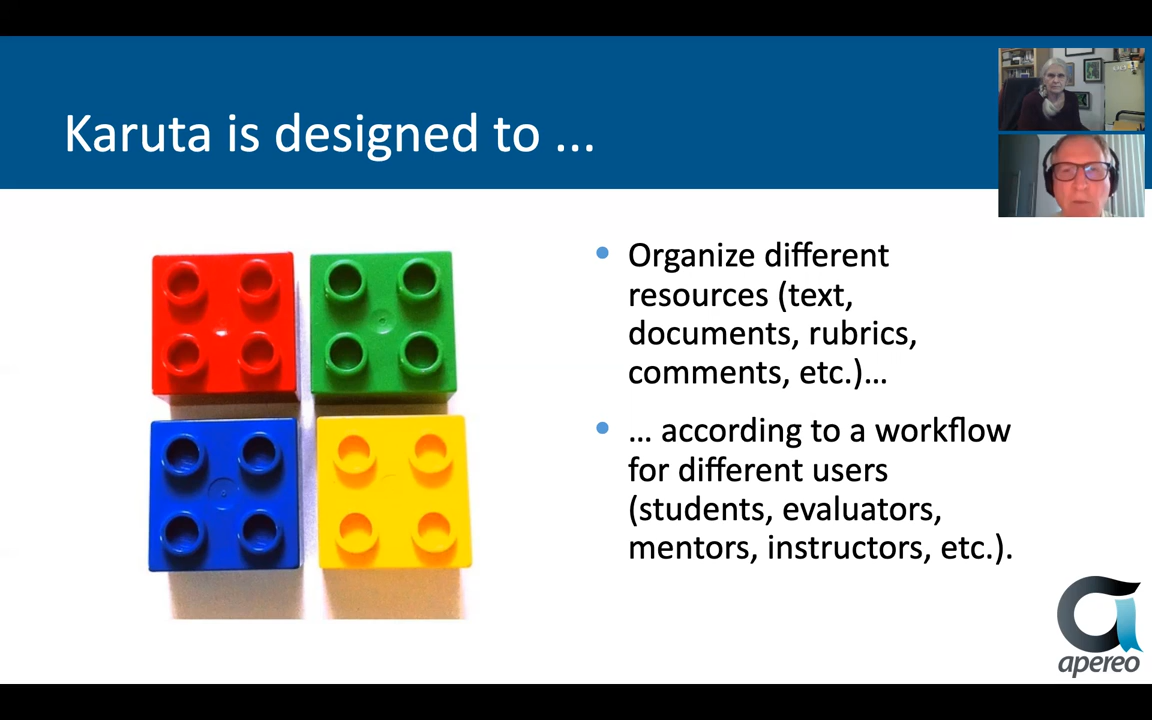 Karuta is designed to ...
• Organize different
resources (text,
documents, rubrics,
comments, etc.)…
• … according to a workflow
for different users
(students, evaluators,
mentors, instructors, etc.).
apereo